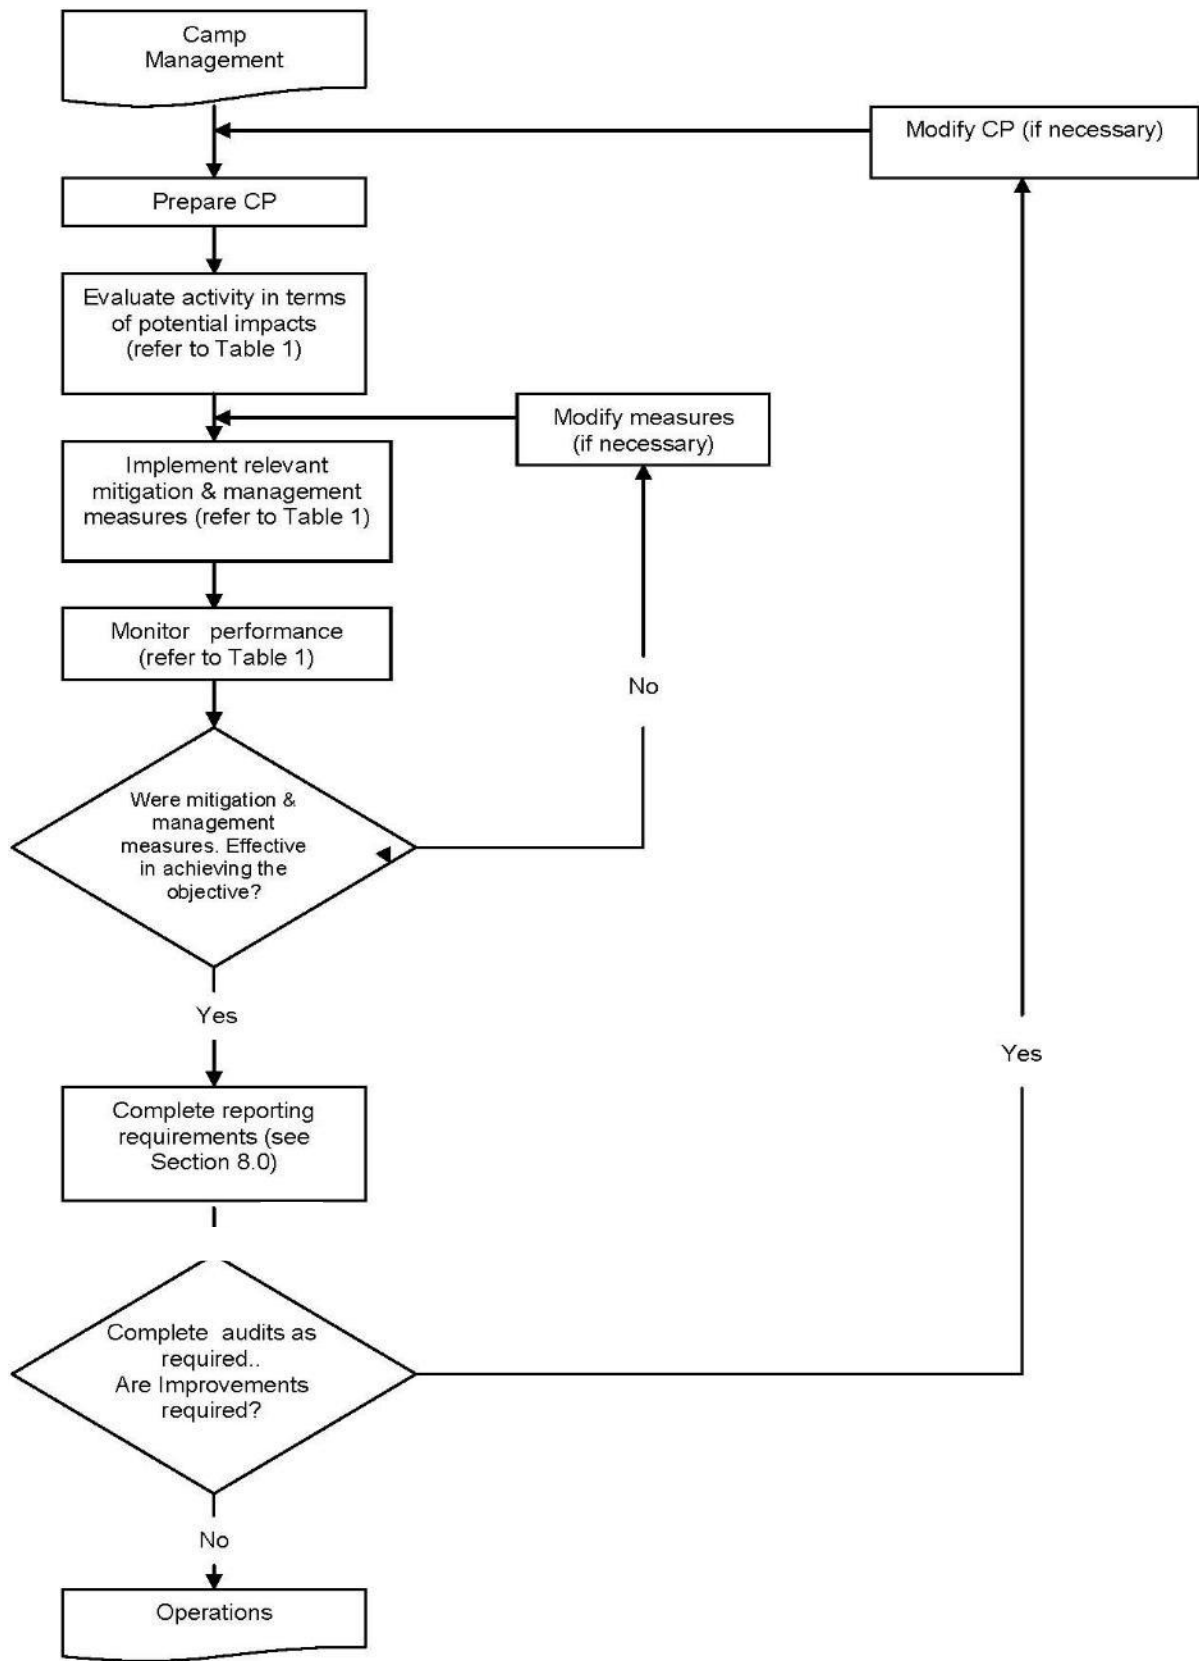 Camp
Management
Modify CP (if necessary)
Prepare CP
Evaluate activity in terms
of potential impacts
(refer to Table 1)
Modify measures
(if necessary)
Implement relevant
mitigation & management
measures (refer to Table 1)
Monitor performance
(refer to Table 1)
No
Were mitigation &
management
measures. Effective
in achieving the
objective?
Yes
Yes
Complete reporting
requirements (see
Section 8.0)
Complete audits as
required..
Are Improvements
required?
No
Operations